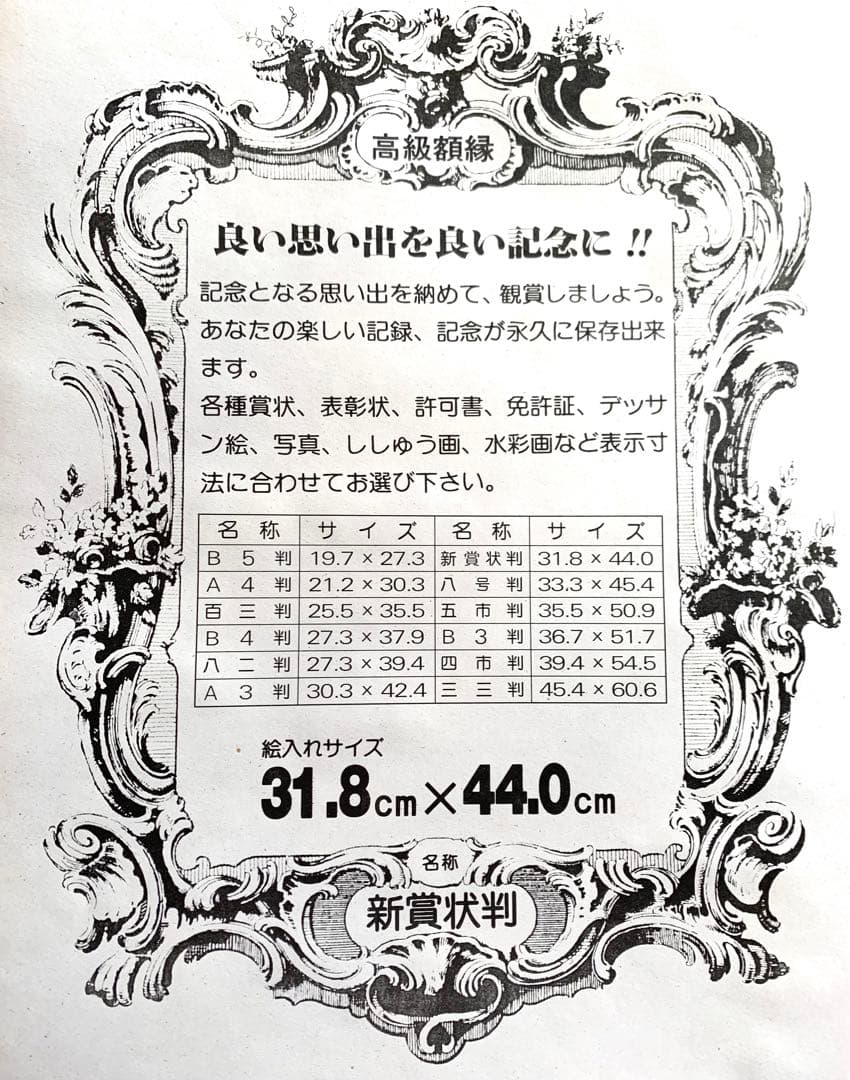 高級額縁
良い思い出を良い記念に!!
記念となる思い出を納めて、観賞しましょう。
あなたの楽しい記録、記念が永久に保存出来
ます。
各種賞状、表彰状、許可書、免許証、デッサ
ン絵、写真、ししゅう画、水彩画など表示寸
法に合わせてお選び下さい。
名称 サイズ 名称 サイズ
B5判 19.7×27.3 新賞状判 31.8×44.0
A4判 21.2×30.3 八号判 33.3×45.4
百三判 25.5×35.5 五市判 35.5×50.9
B4判 27.3×37.9 B3判 36.7×51.7
八二判 27.3×39.4 四市判 39.4×54.5
A3判 30.3×42.4 三三判 45.4×60.6
絵入れサイズ
31.8cm×44.0cm
名称
新賞状判